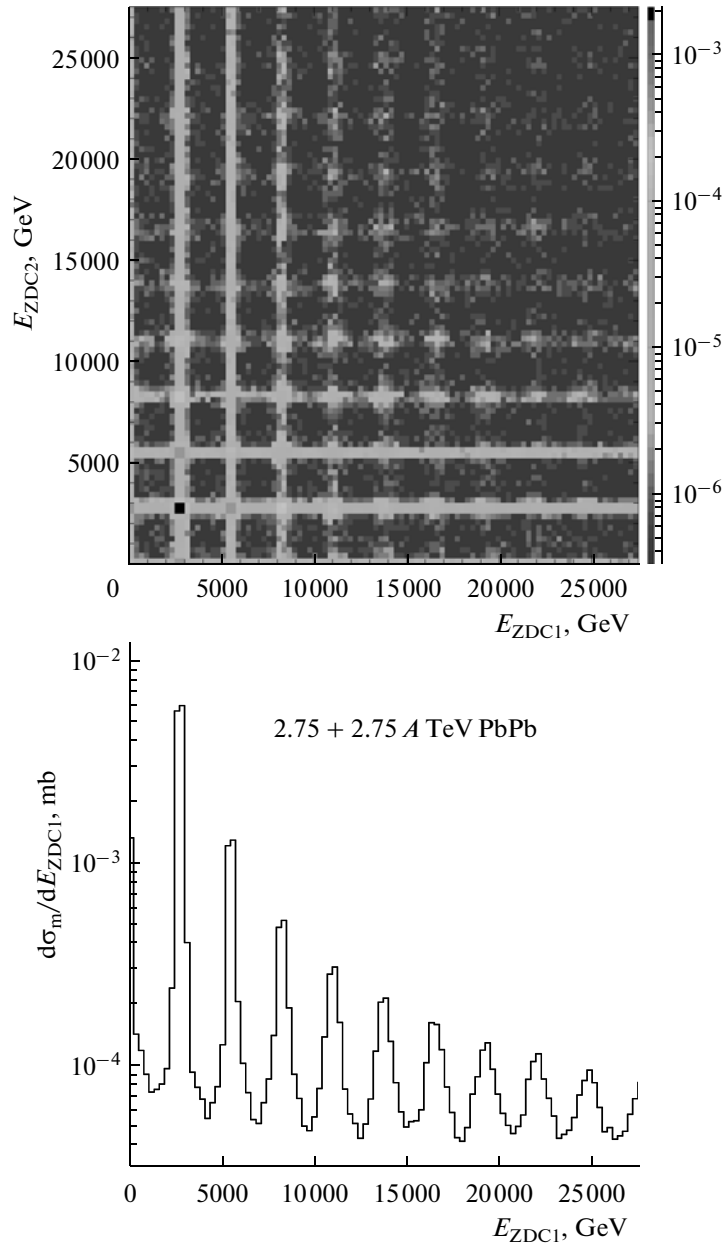 25000
20000
15000
10000
5000
E_ZDC2, GeV
10⁻³
10⁻⁴
10⁻⁵
10⁻⁶
0 5000 10000 15000 20000 25000
E_ZDC1, GeV
10⁻²
10⁻³
10⁻⁴
dσ_m/dE_ZDC1, mb
2.75 + 2.75 A TeV PbPb
0 5000 10000 15000 20000 25000
E_ZDC1, GeV